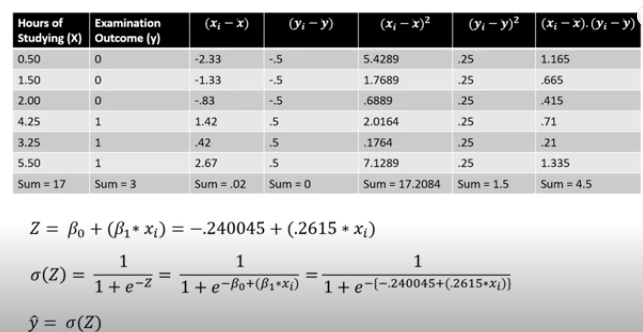 Hours of Studying (X) Examination Outcome (y) (xᵢ − x) (yᵢ − y) (xᵢ − x)² (yᵢ − y)² (xᵢ − x).(yᵢ − y)
0.50 0 -2.33 -.5 5.4289 .25 1.165
1.50 0 -1.33 -.5 1.7689 .25 .665
2.00 0 -.83 -.5 .6889 .25 .415
4.25 1 1.42 .5 2.0164 .25 .71
3.25 1 .42 .5 .1764 .25 .21
5.50 1 2.67 .5 7.1289 .25 1.335
Sum = 17 Sum = 3 Sum = .02 Sum = 0 Sum = 17.2084 Sum = 1.5 Sum = 4.5
Z = β₀ + (β₁* xᵢ) = −.240045 + (.2615 * xᵢ)
σ(Z) = 1/(1 + e^−Z) = 1/(1 + e^−β₀+(β₁*xᵢ)) = 1/(1 + e^−{−.240045+(.2615*xᵢ)})
ŷ = σ(Z)